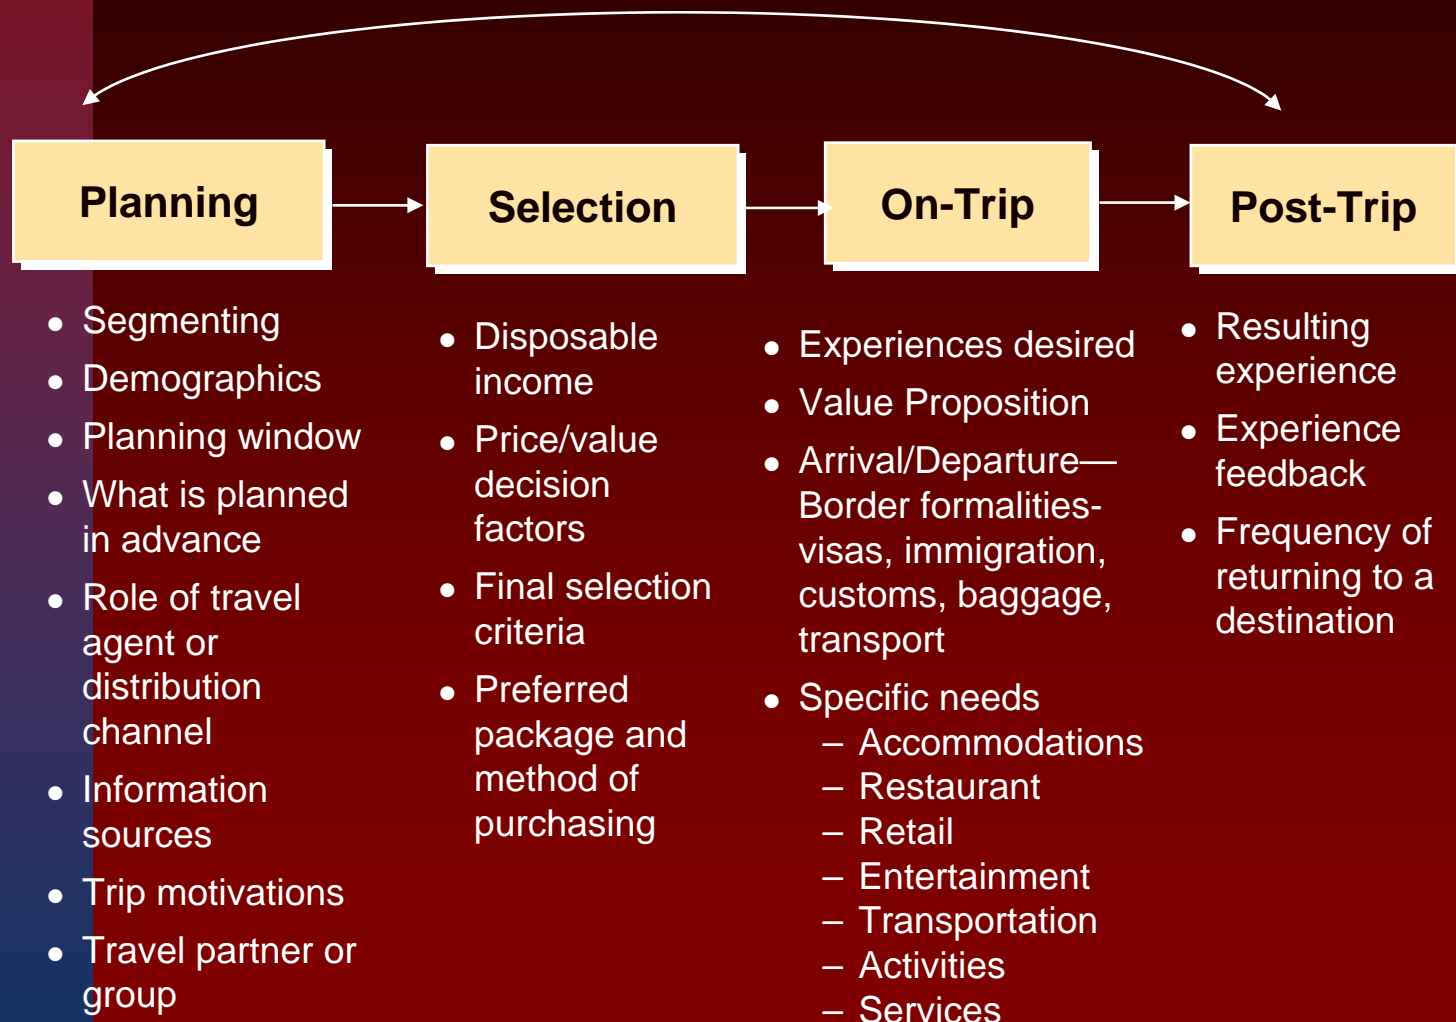 Planning
Selection
On-Trip
Post-Trip
● Segmenting
● Demographics
● Planning window
● What is planned
in advance
● Role of travel
agent or
distribution
channel
● Information
sources
● Trip motivations
● Travel partner or
group
● Disposable
income
● Price/value
decision
factors
● Final selection
criteria
● Preferred
package and
method of
purchasing
● Experiences desired
● Value Proposition
● Arrival/Departure—
Border formalities-
visas, immigration,
customs, baggage,
transport
● Specific needs
– Accommodations
– Restaurant
– Retail
– Entertainment
– Transportation
– Activities
– Services
● Resulting
experience
● Experience
feedback
● Frequency of
returning to a
destination